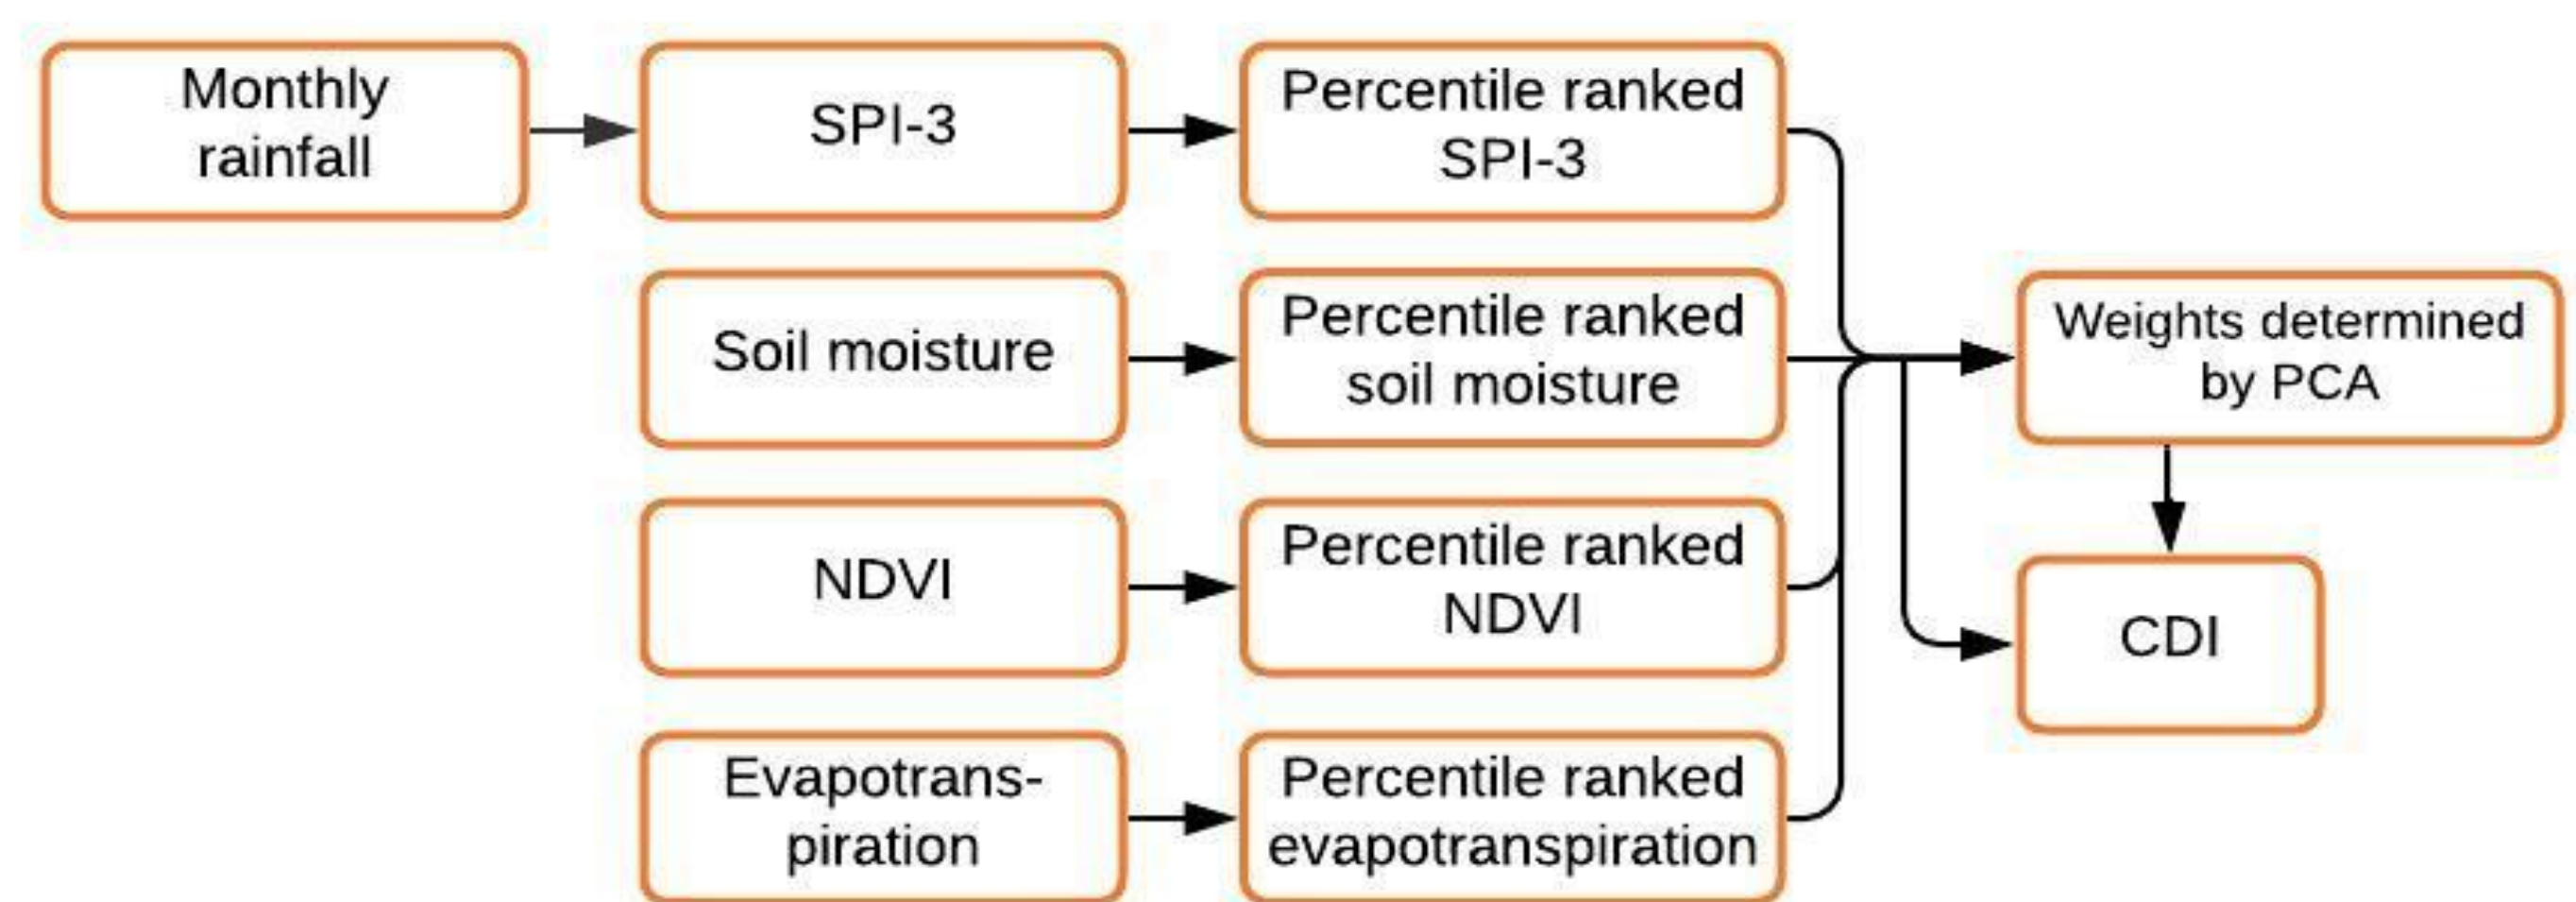 Monthly
rainfall
SPI-3
Percentile ranked
SPI-3
Soil moisture
Percentile ranked
soil moisture
Weights determined
by PCA
NDVI
Percentile ranked
NDVI
CDI
Evapotrans-
piration
Percentile ranked
evapotranspiration